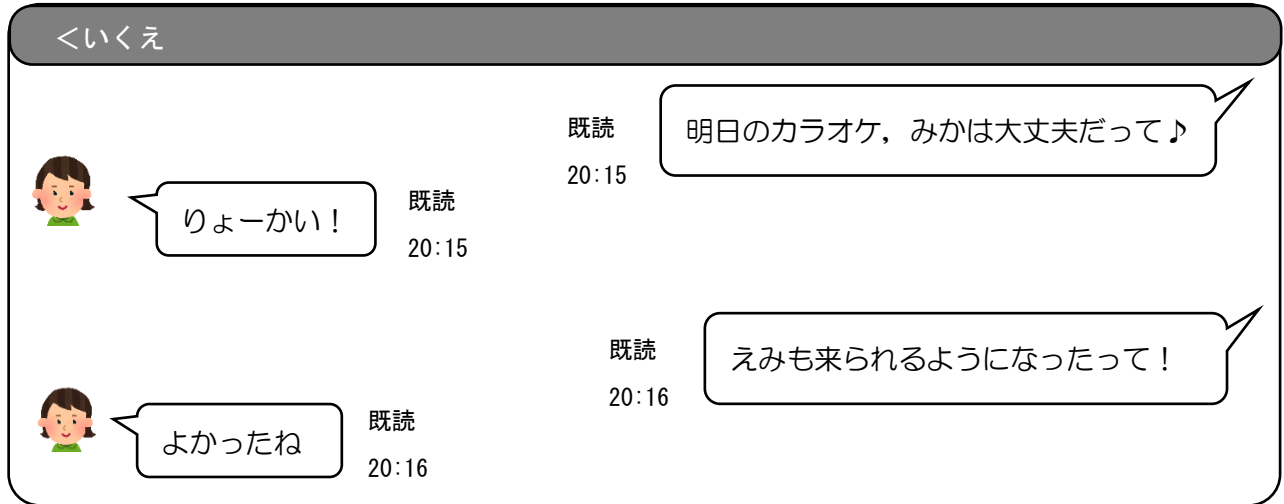 ＜いくえ
明日のカラオケ，みかは大丈夫だって♪
既読
20:15
りょーかい！
既読
20:15
えみも来られるようになったって！
既読
20:16
よかったね
既読
20:16